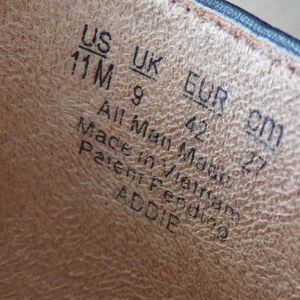 US UK EUR cm
11M 9 42 27
All Man Made
Made in Vietnam
Patent Pending
ADDIE